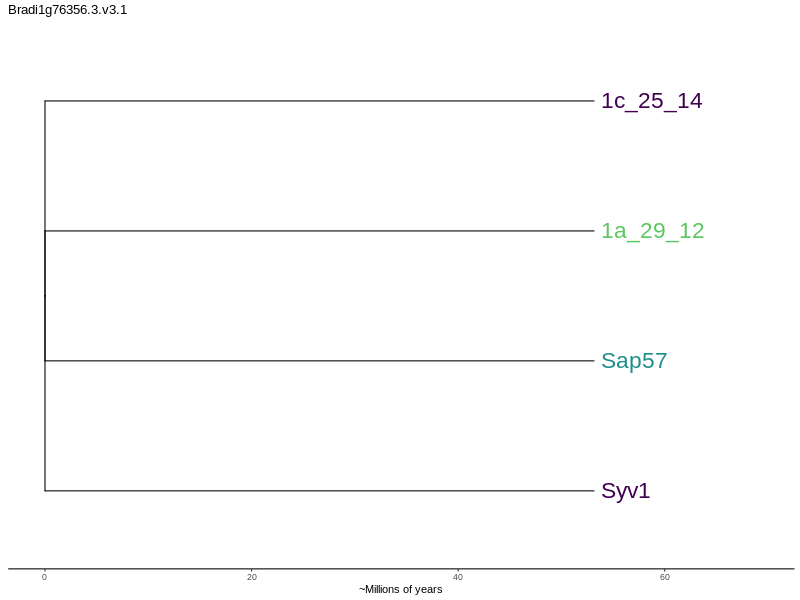 Bradi1g76356.3.v3.1
1c_25_14
1a_29_12
Sap57
Syv1
0 20 40 60
~Millions of years